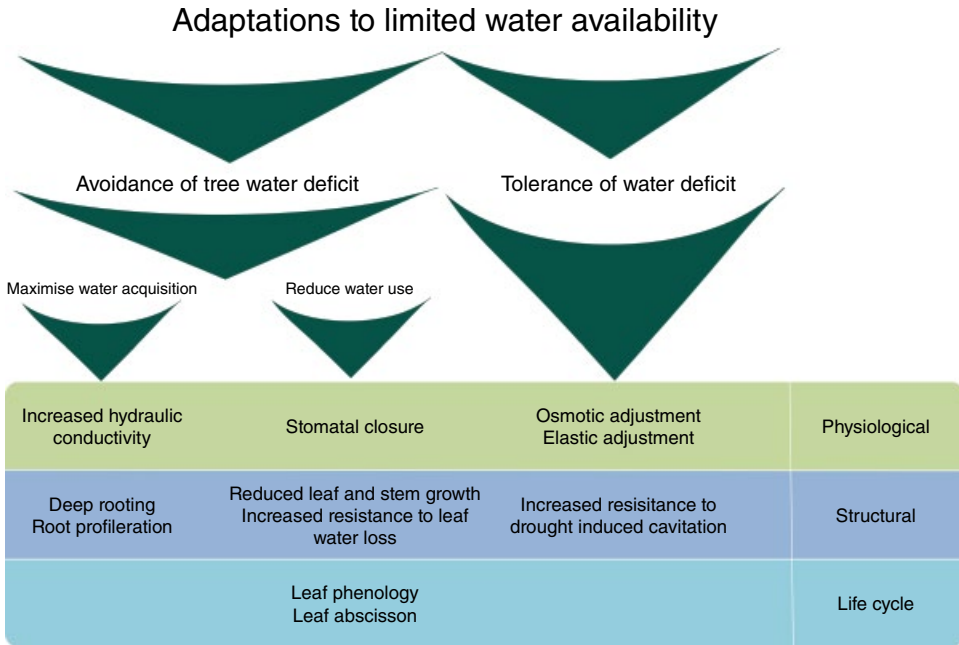 Adaptations to limited water availability
Avoidance of tree water deficit
Tolerance of water deficit
Maximise water acquisition
Reduce water use
Increased hydraulic
conductivity
Stomatal closure
Osmotic adjustment
Elastic adjustment
Physiological
Deep rooting
Root profileration
Reduced leaf and stem growth
Increased resistance to leaf
water loss
Increased resisitance to
drought induced cavitation
Structural
Leaf phenology
Leaf abscisson
Life cycle